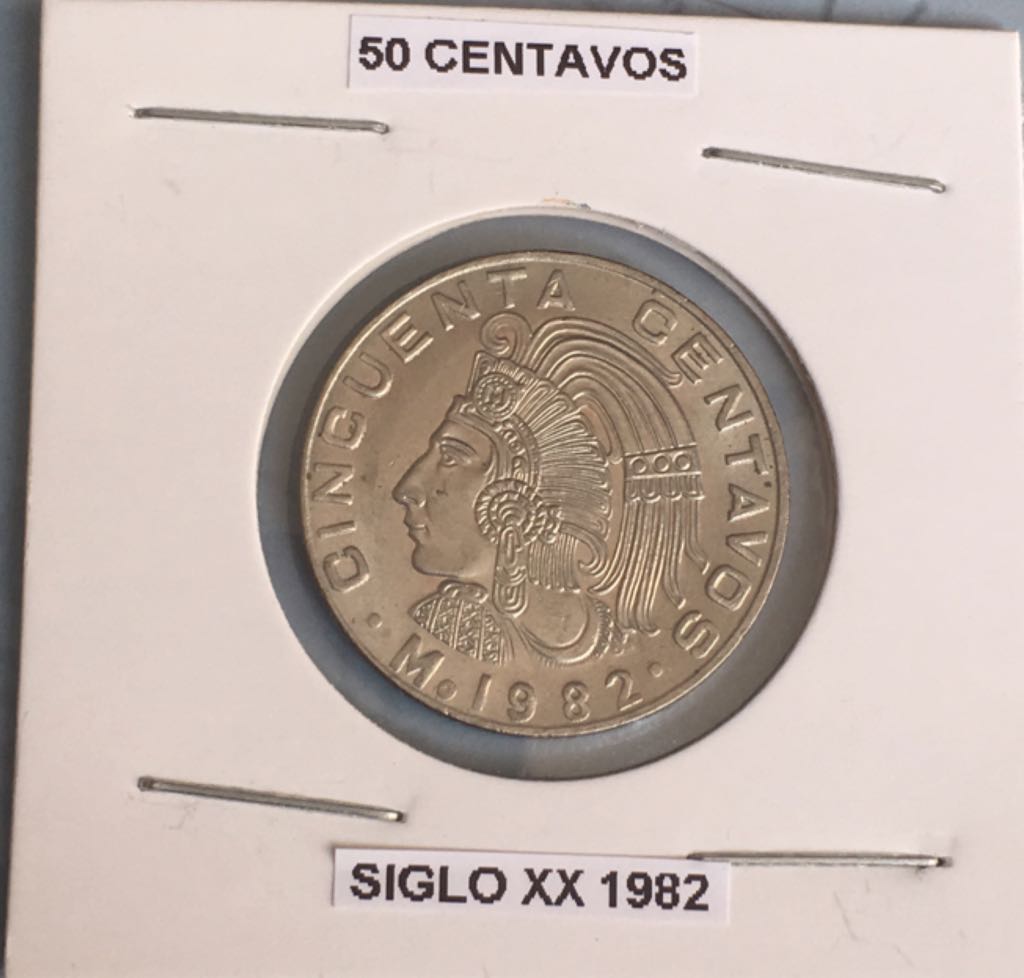 50 CENTAVOS
CINCUENTA CENTAVOS
M
· M. 1982 ·
SIGLO XX 1982